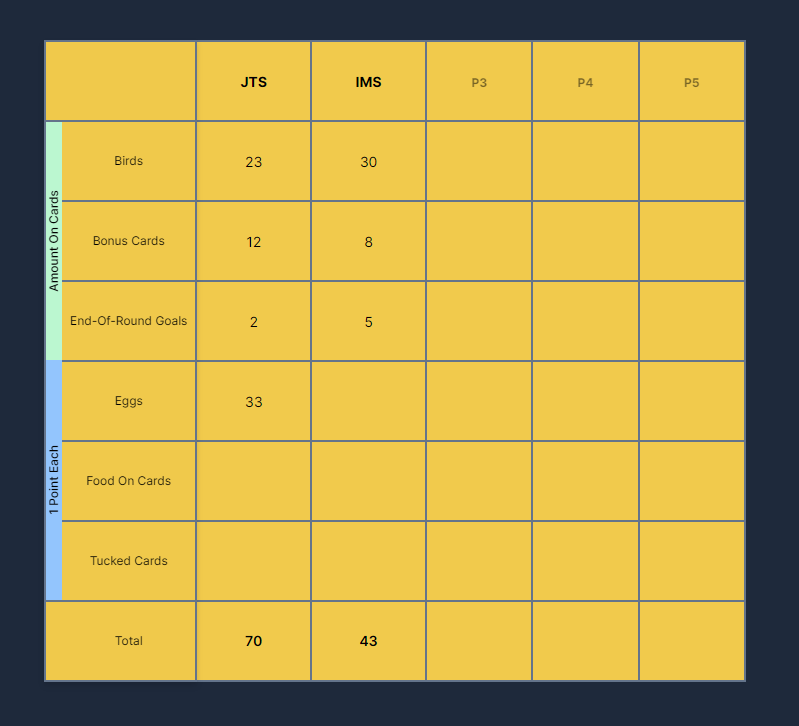 JTS IMS P3 P4 P5
Amount On Cards
Birds 23 30
Bonus Cards 12 8
End-Of-Round Goals 2 5
1 Point Each
Eggs 33
Food On Cards
Tucked Cards
Total 70 43